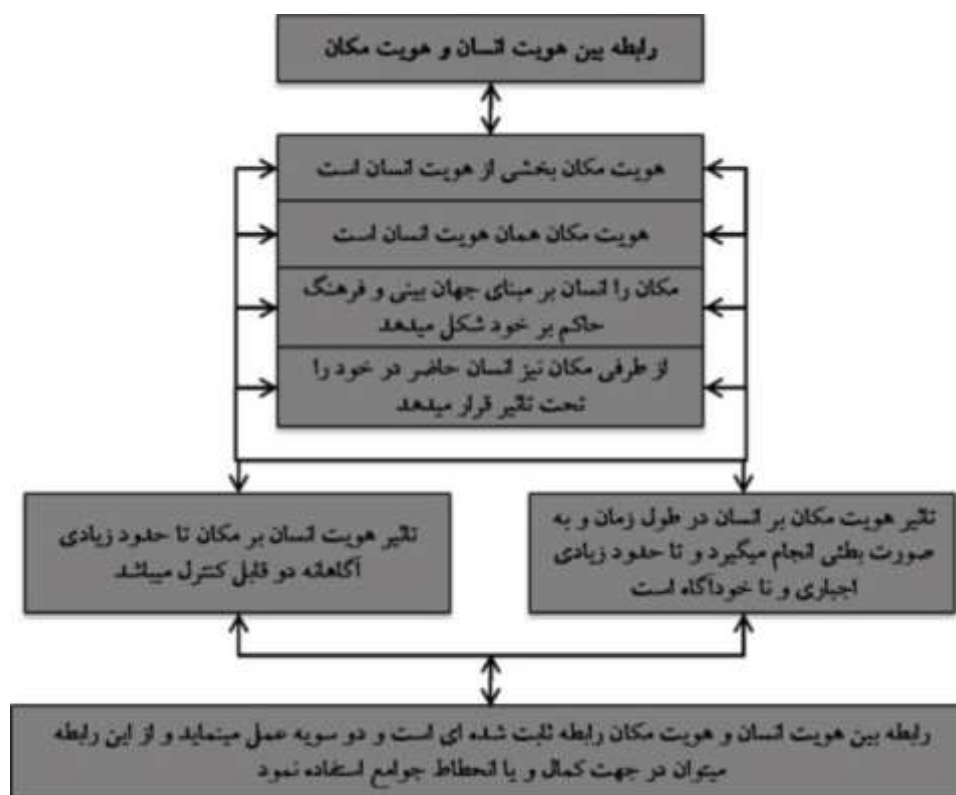 رابطه بین هویت انسان و هویت مکان
هویت مکان بخشی از هویت انسان است
هویت مکان همان هویت انسان است
مکان را انسان بر مبنای جهان بینی و فرهنگ
حاکم بر خود شکل میدهد
از طرفی مکان نیز انسان حاضر در خود را
تحت تاثیر قرار میدهد
تاثیر هویت مکان بر انسان در طول زمان و به
صورت بطئی انجام میگیرد و تا حدود زیادی
اجباری و نا خودآگاه است
تاثیر هویت انسان بر مکان تا حدود زیادی
آگاهانه دو قابل کنترل میباشد
رابطه بین هویت انسان و هویت مکان رابطه ثابت شده ای است و دو سویه عمل مینماید و از این رابطه
میتوان در جهت کمال و یا انحطاط جوامع استفاده نمود